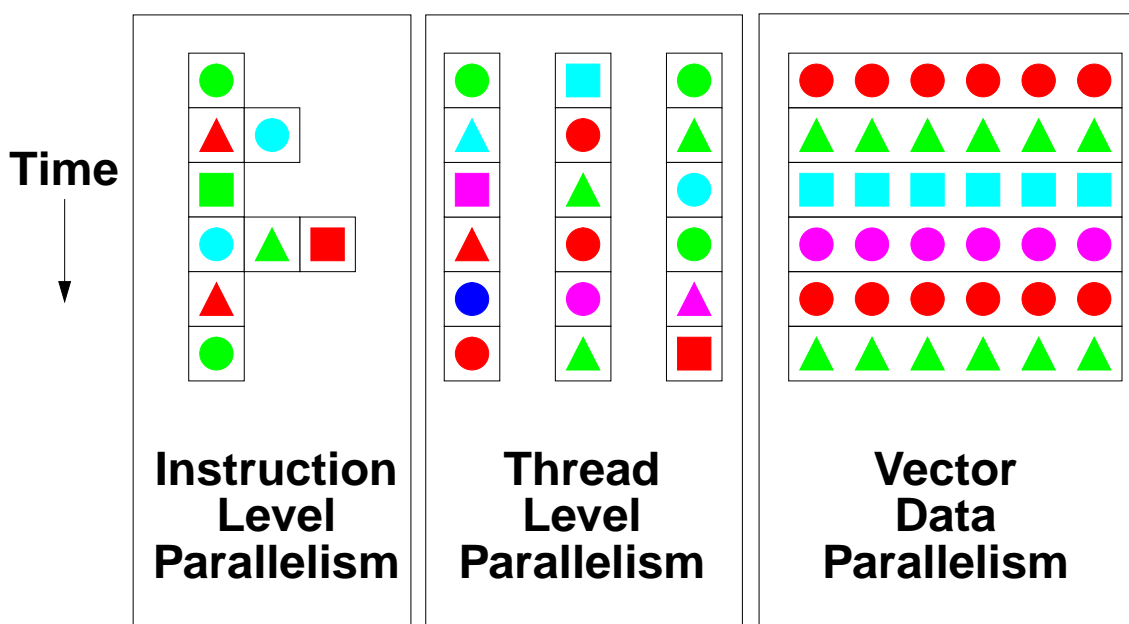 Time
Instruction
Level
Parallelism
Thread
Level
Parallelism
Vector
Data
Parallelism